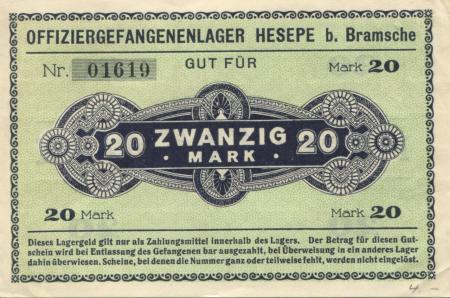 OFFIZIERGEFANGENENLAGER HESEPE b. Bramsche
Nr. 01619 GUT FÜR Mark 20
20 ZWANZIG 20
· MARK ·
20 Mark 20 Mark
Dieses Lagergeld gilt nur als Zahlungsmittel innerhalb des Lagers. Der Betrag für diesen Gut-
schein wird bei Entlassung des Gefangenen bar ausgezahlt, bei Überweisung in ein anderes Lager
dahin überwiesen. Scheine, bei denen die Nummer ganz oder teilweise fehlt, werden nicht eingelöst.